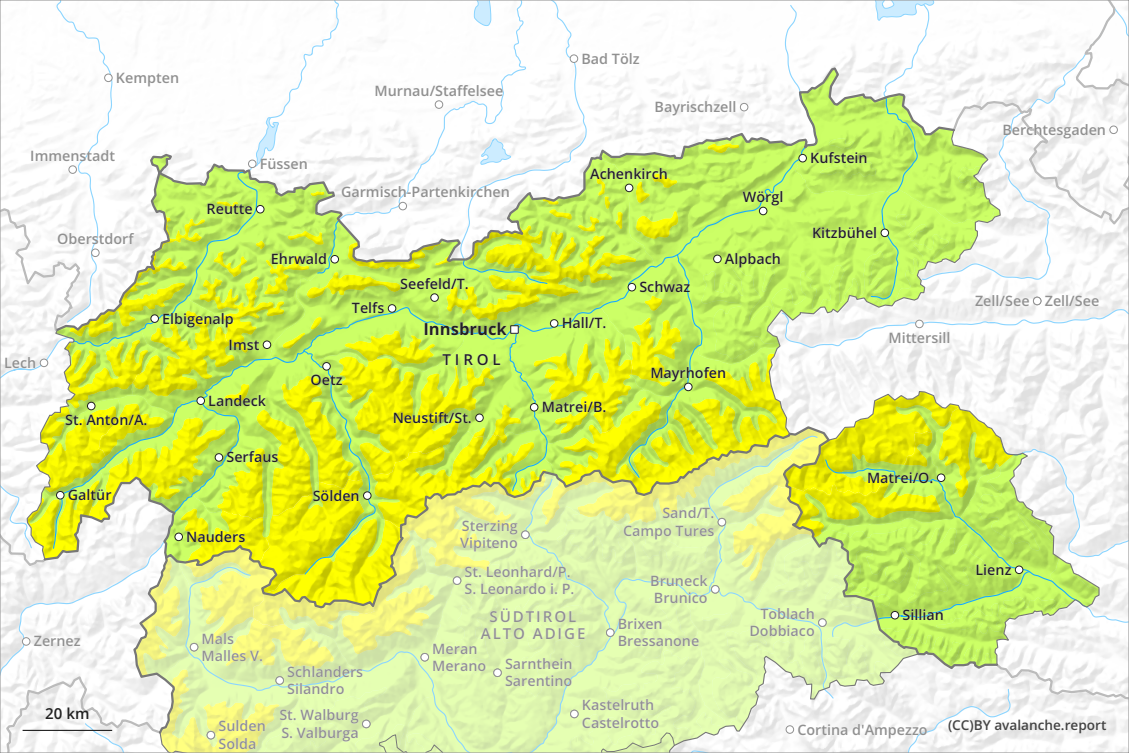 Kempten
Bad Tölz
Murnau/Staffelsee
Bayrischzell
Berchtesgaden
Immenstadt
Füssen
Kufstein
Achenkirch
Garmisch-Partenkirchen
Wörgl
Reutte
Oberstdorf
Kitzbühel
Ehrwald
Alpbach
Seefeld/T.
Schwaz
Zell/See
Zell/See
Telfs
Elbigenalp
Innsbruck
Hall/T.
Mittersill
Imst
TIROL
Lech
Oetz
Mayrhofen
Landeck
Matrei/B.
St. Anton/A.
Neustift/St.
Serfaus
Matrei/O.
Galtür
Sölden
Sand/T.
Campo Tures
Sterzing
Vipiteno
Nauders
Lienz
St. Leonhard/P.
S. Leonardo i. P.
Bruneck
Brunico
SÜDTIROL
ALTO ADIGE
Toblach
Dobbiaco
Sillian
Brixen
Bressanone
Zernez
Mals
Malles V.
Meran
Merano
Sarnthein
Sarentino
Schlanders
Silandro
Kastelruth
Castelrotto
St. Walburg
S. Valburga
20 km
Sulden
Solda
Cortina d'Ampezzo
(CC)BY avalanche.report